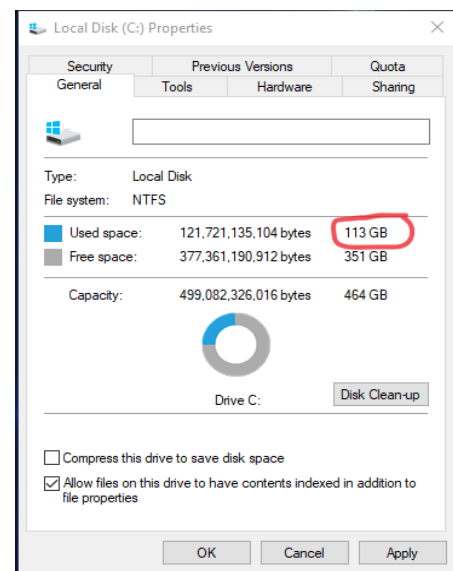 Local Disk (C:) Properties
Security Previous Versions Quota
General Tools Hardware Sharing
Type: Local Disk
File system: NTFS
Used space: 121,721,135,104 bytes 113 GB
Free space: 377,361,190,912 bytes 351 GB
Capacity: 499,082,326,016 bytes 464 GB
Drive C: Disk Clean-up
Compress this drive to save disk space
Allow files on this drive to have contents indexed in addition to
file properties
OK Cancel Apply